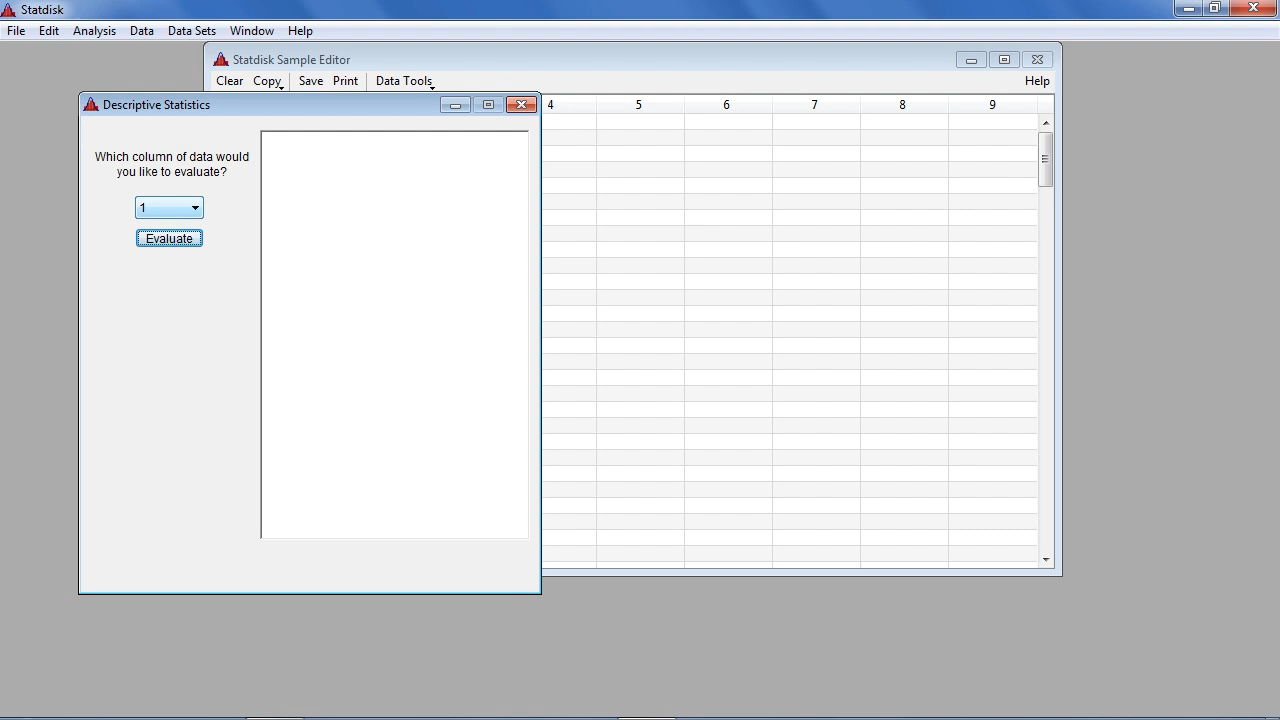 Statdisk
File Edit Analysis Data Data Sets Window Help
Statdisk Sample Editor
Clear Copy Save Print Data Tools Help
Descriptive Statistics
4 5 6 7 8 9
Which column of data would
you like to evaluate?
1
Evaluate